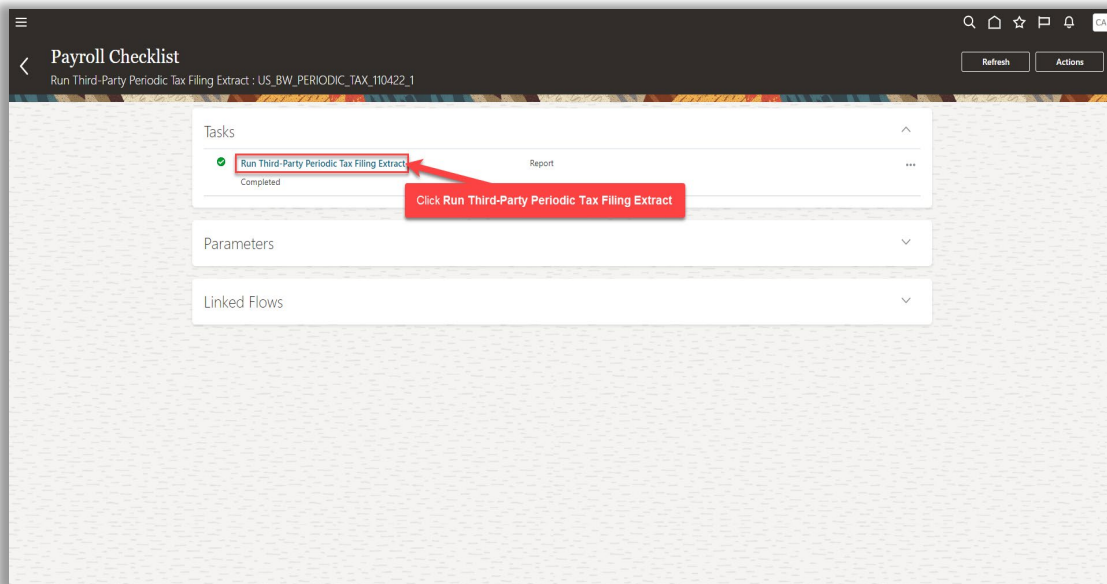 CA
Payroll Checklist
Run Third-Party Periodic Tax Filing Extract : US_BW_PERIODIC_TAX_110422_1
Refresh
Actions
Tasks
Run Third-Party Periodic Tax Filing Extract
Report
Completed
Click Run Third-Party Periodic Tax Filing Extract
Parameters
Linked Flows